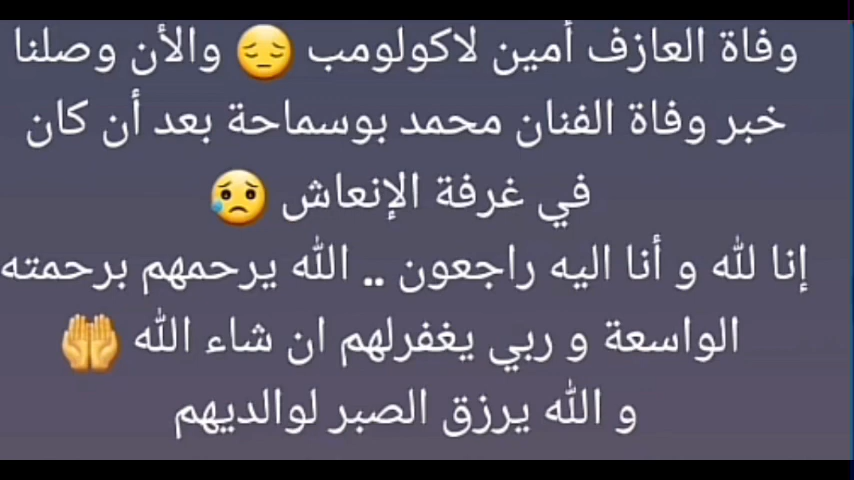 وفاة العازف أمين لاكولومب 😔 والأن وصلنا
خبر وفاة الفنان محمد بوسماحة بعد أن كان
في غرفة الإنعاش 😥
إنا لله و أنا اليه راجعون .. الله يرحمهم برحمته
الواسعة و ربي يغفرلهم ان شاء الله 🤲
و الله يرزق الصبر لوالديهم